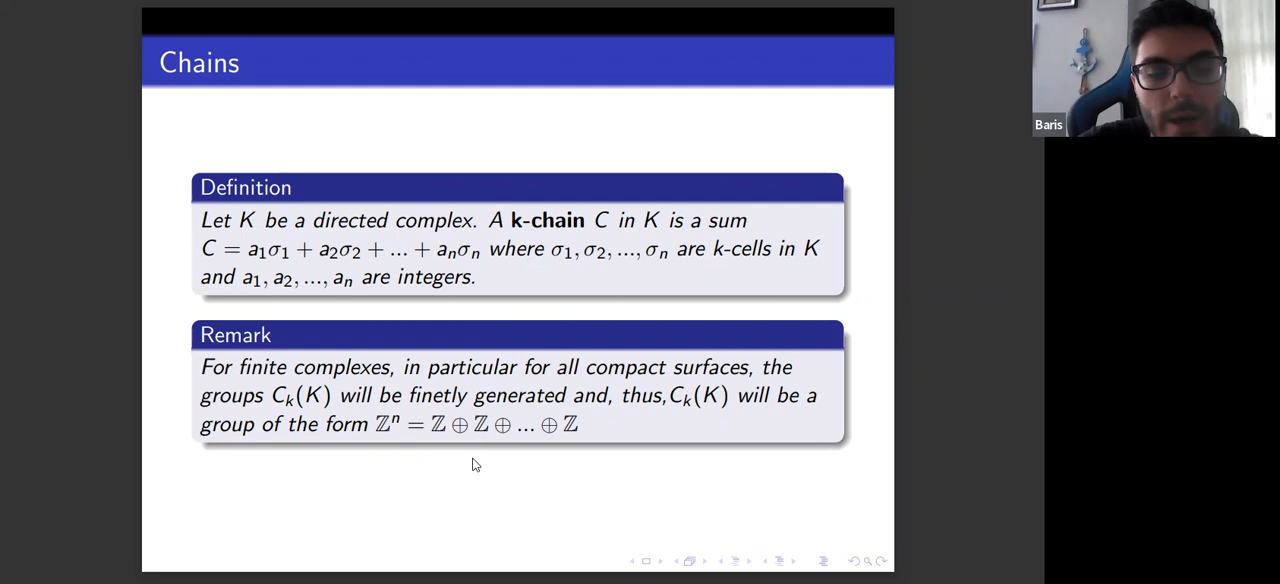 Chains
Definition
Let K be a directed complex. A k-chain C in K is a sum
C = a₁σ₁ + a₂σ₂ + ... + aₙσₙ where σ₁, σ₂, ..., σₙ are k-cells in K
and a₁, a₂, ..., aₙ are integers.
Remark
For finite complexes, in particular for all compact surfaces, the
groups Cₖ(K) will be finetly generated and, thus,Cₖ(K) will be a
group of the form ℤⁿ = ℤ ⊕ ℤ ⊕ ... ⊕ ℤ
Baris